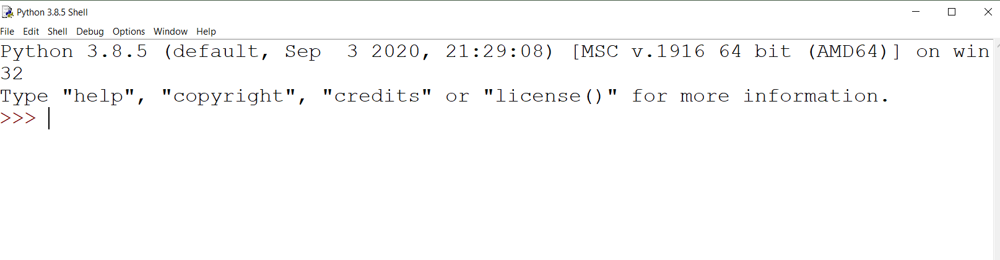 Python 3.8.5 Shell
File Edit Shell Debug Options Window Help
Python 3.8.5 (default, Sep  3 2020, 21:29:08) [MSC v.1916 64 bit (AMD64)] on win
32
Type "help", "copyright", "credits" or "license()" for more information.
>>>